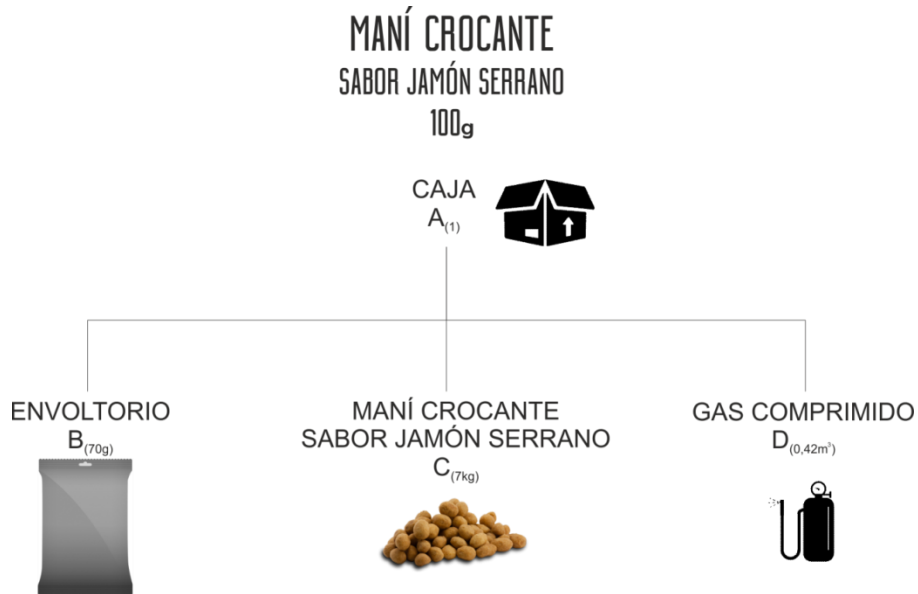 MANÍ CROCANTE
SABOR JAMÓN SERRANO
100g
CAJA
A(1)
ENVOLTORIO
B(70g)
MANÍ CROCANTE
SABOR JAMÓN SERRANO
C(7kg)
GAS COMPRIMIDO
D(0,42m³)